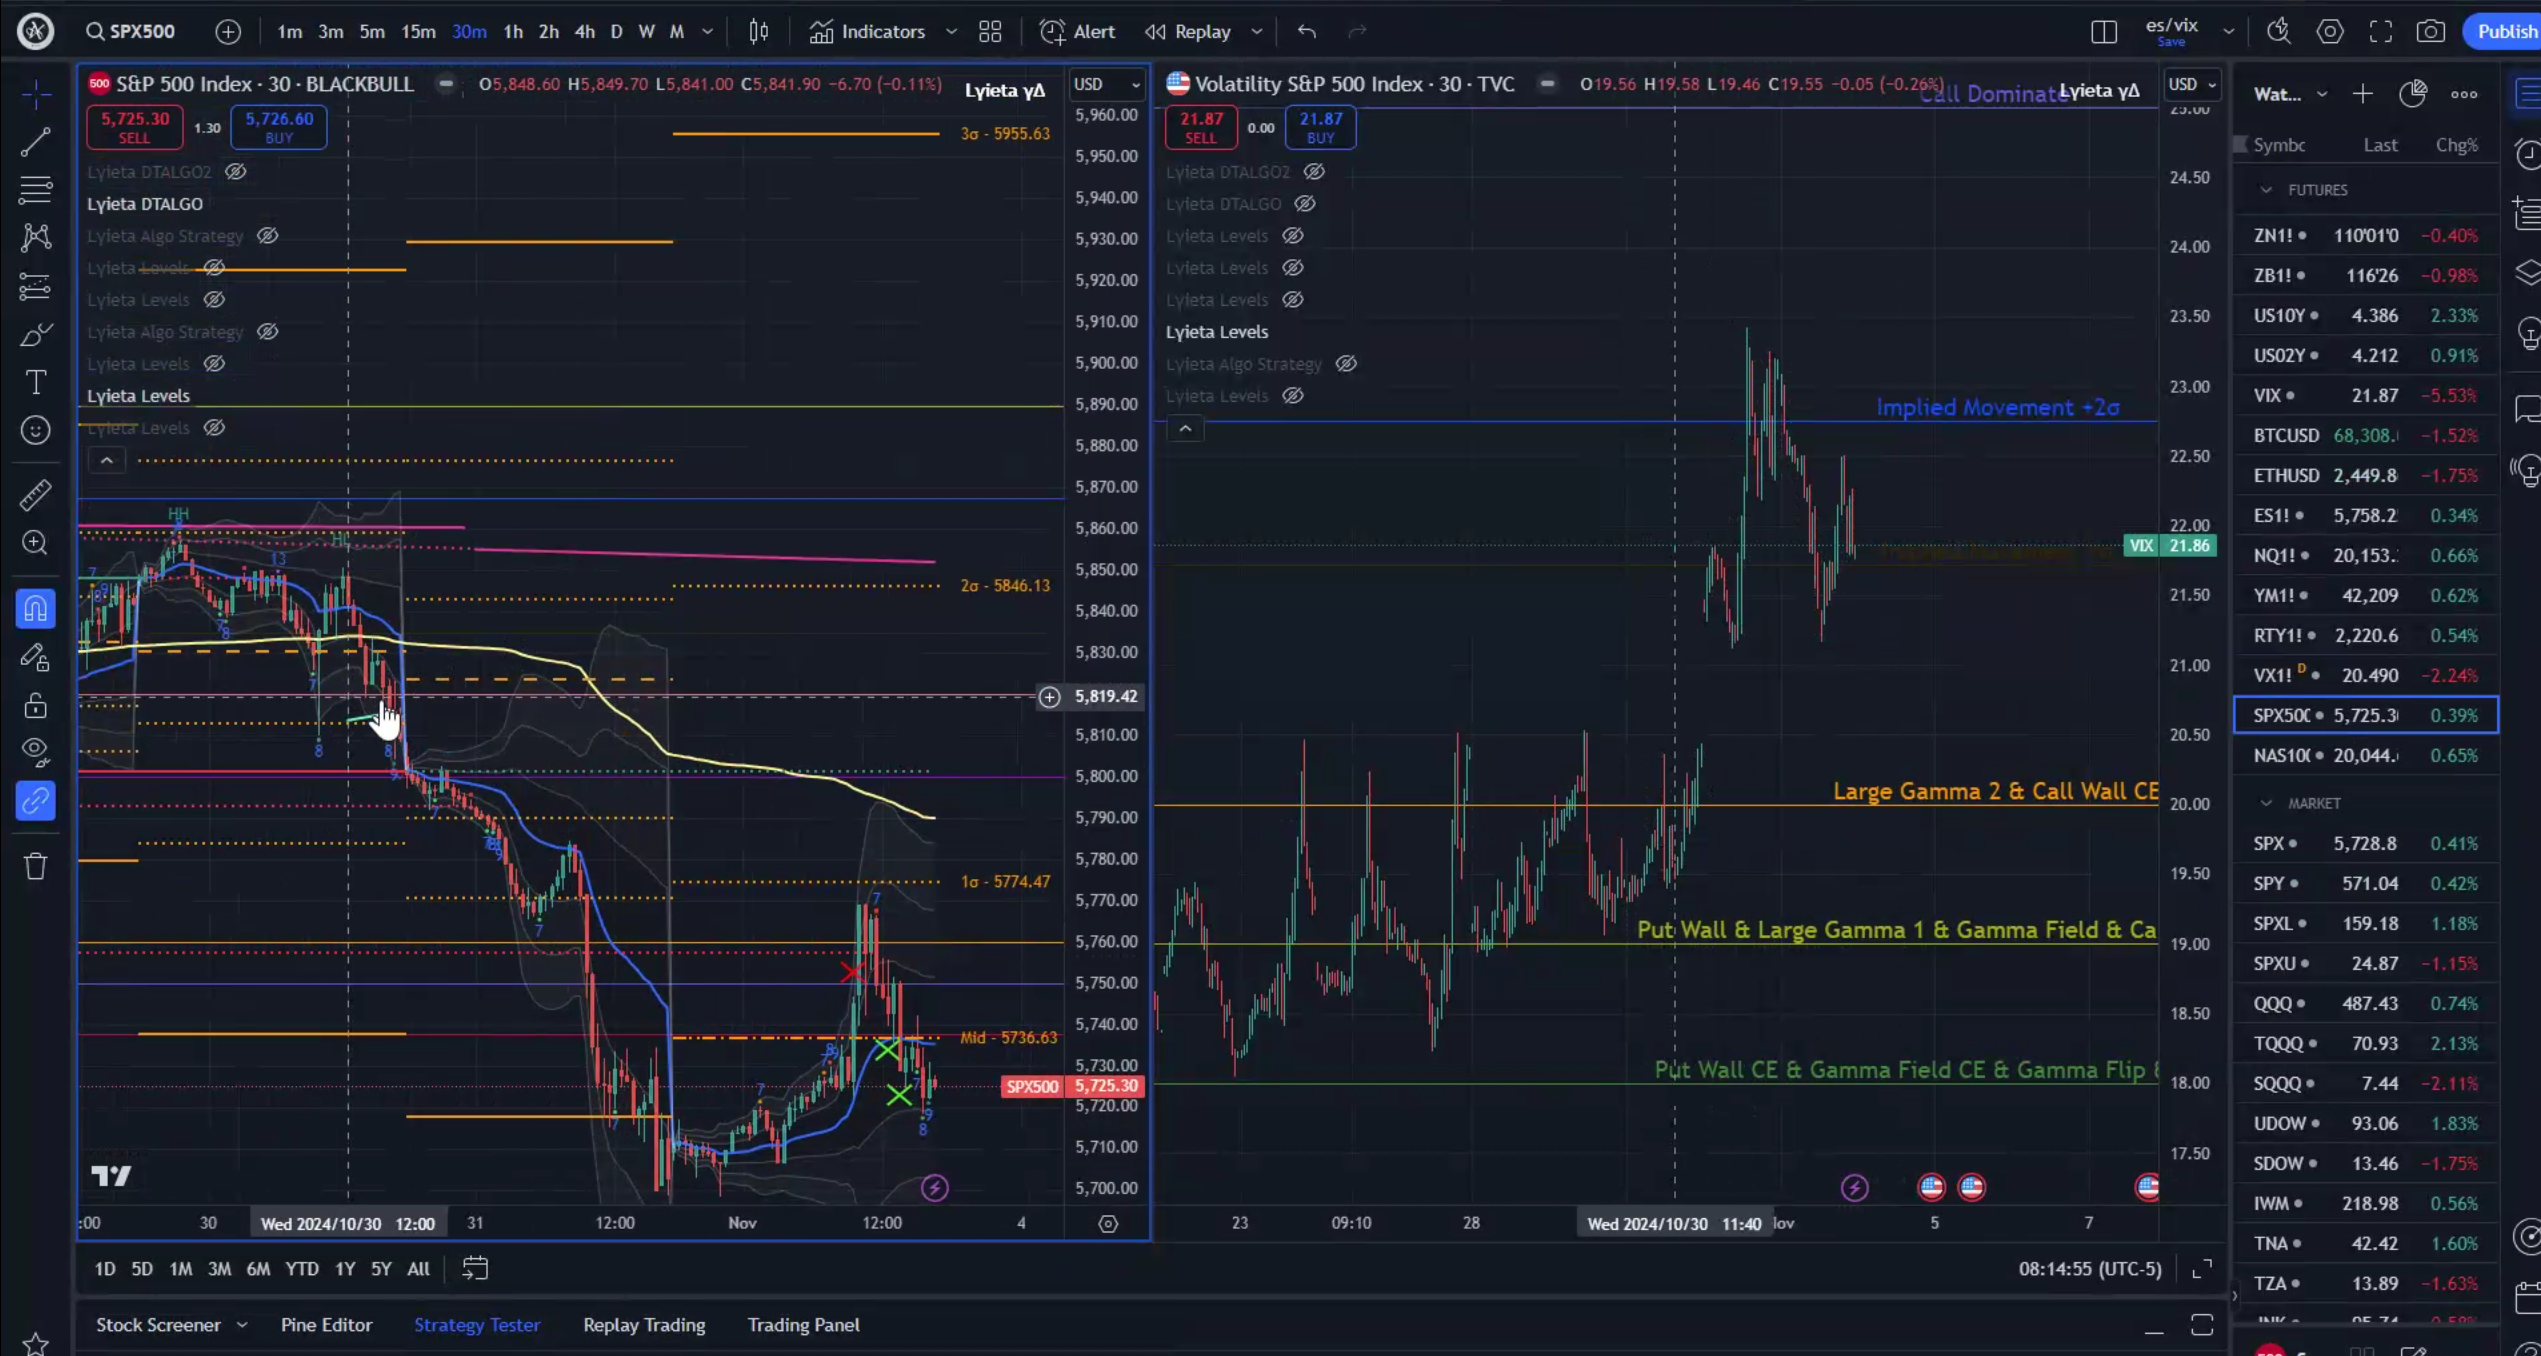 SPX500
1m 3m 5m 15m 30m 1h 2h 4h D W M
Indicators
Alert
Replay
es/vix
Save
Publish
500 S&P 500 Index · 30 · BLACKBULL
O5,848.60 H5,849.70 L5,841.00 C5,841.90 −6.70 (−0.11%)
Lyieta γΔ
USD
5,725.30
SELL
1.30
5,726.60
BUY
Lyieta DTALGO2
Lyieta DTALGO
Lyieta Algo Strategy
Lyieta Levels
Lyieta Levels
Lyieta Algo Strategy
Lyieta Levels
Lyieta Levels
Lyieta Levels
3σ - 5955.63
2σ - 5846.13
1σ - 5774.47
Mid - 5736.63
HH
13
5,960.00
5,950.00
5,940.00
5,930.00
5,920.00
5,910.00
5,900.00
5,890.00
5,880.00
5,870.00
5,860.00
5,850.00
5,840.00
5,830.00
5,819.42
5,810.00
5,800.00
5,790.00
5,780.00
5,770.00
5,760.00
5,750.00
5,740.00
5,730.00
SPX500 5,725.30
5,720.00
5,710.00
5,700.00
:00 30 Wed 2024/10/30 12:00 31 12:00 Nov 12:00 4
Volatility S&P 500 Index · 30 · TVC
O19.56 H19.58 L19.46 C19.55 −0.05 (−0.26%)
Call Dominate
Lyieta γΔ
USD
21.87
SELL
0.00
21.87
BUY
Lyieta DTALGO2
Lyieta DTALGO
Lyieta Levels
Lyieta Levels
Lyieta Levels
Lyieta Levels
Lyieta Algo Strategy
Lyieta Levels
Implied Movement +2σ
Large Gamma 2 & Call Wall CE
Put Wall & Large Gamma 1 & Gamma Field & Ca
Put Wall CE & Gamma Field CE & Gamma Flip &
25.00
24.50
24.00
23.50
23.00
22.50
22.00
VIX 21.86
21.50
21.00
20.50
20.00
19.50
19.00
18.50
18.00
17.50
23 09:10 28 Wed 2024/10/30 11:40 lov 5 7
1D 5D 1M 3M 6M YTD 1Y 5Y All
08:14:55 (UTC-5)
Stock Screener
Pine Editor
Strategy Tester
Replay Trading
Trading Panel
Wat...
Symbc Last Chg%
FUTURES
ZN1! 110'01'0 −0.40%
ZB1! 116'26 −0.98%
US10Y 4.386 2.33%
US02Y 4.212 0.91%
VIX 21.87 −5.53%
BTCUSD 68,308. −1.52%
ETHUSD 2,449.8 −1.75%
ES1! 5,758.2 0.34%
NQ1! 20,153. 0.66%
YM1! 42,209 0.62%
RTY1! 2,220.6 0.54%
VX1! D 20.490 −2.24%
SPX50C 5,725.3 0.39%
NAS10( 20,044. 0.65%
MARKET
SPX 5,728.8 0.41%
SPY 571.04 0.42%
SPXL 159.18 1.18%
SPXU 24.87 −1.15%
QQQ 487.43 0.74%
TQQQ 70.93 2.13%
SQQQ 7.44 −2.11%
UDOW 93.06 1.83%
SDOW 13.46 −1.75%
IWM 218.98 0.56%
TNA 42.42 1.60%
TZA 13.89 −1.63%